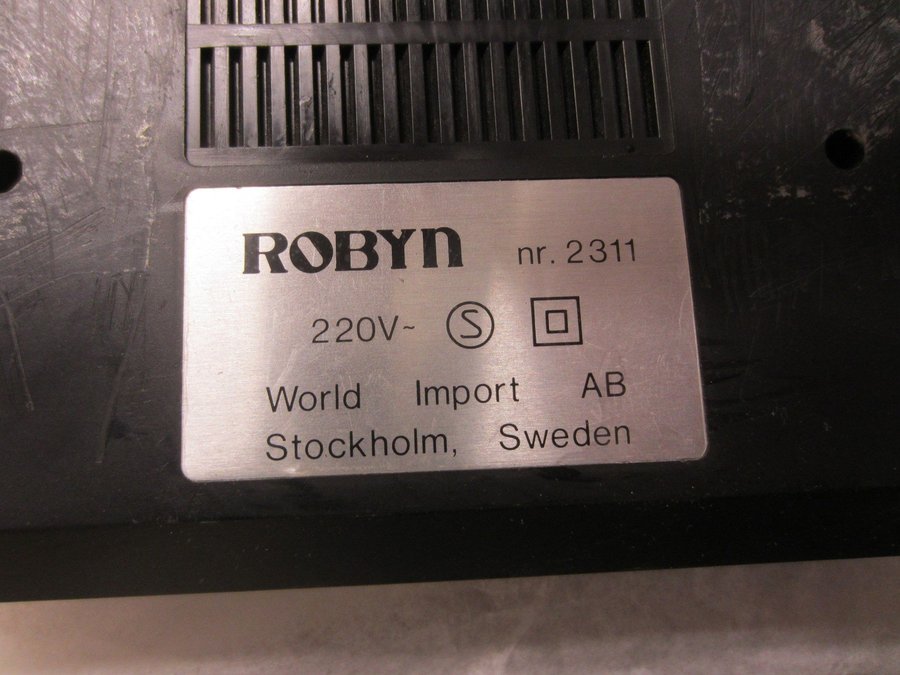 ROBYN nr. 2311
220V~ S
World Import AB
Stockholm, Sweden